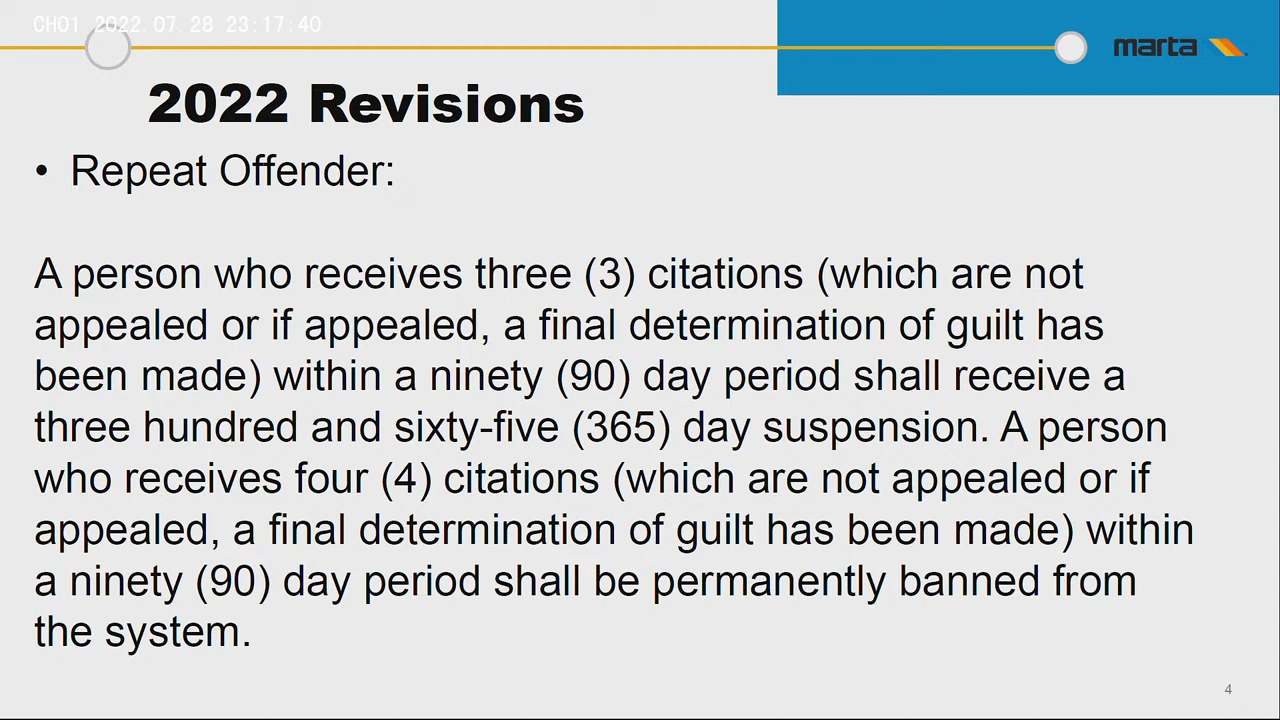 CH01 2022.07.28 23:17:40
marta
2022 Revisions
• Repeat Offender:
A person who receives three (3) citations (which are not
appealed or if appealed, a final determination of guilt has
been made) within a ninety (90) day period shall receive a
three hundred and sixty-five (365) day suspension. A person
who receives four (4) citations (which are not appealed or if
appealed, a final determination of guilt has been made) within
a ninety (90) day period shall be permanently banned from
the system.
4